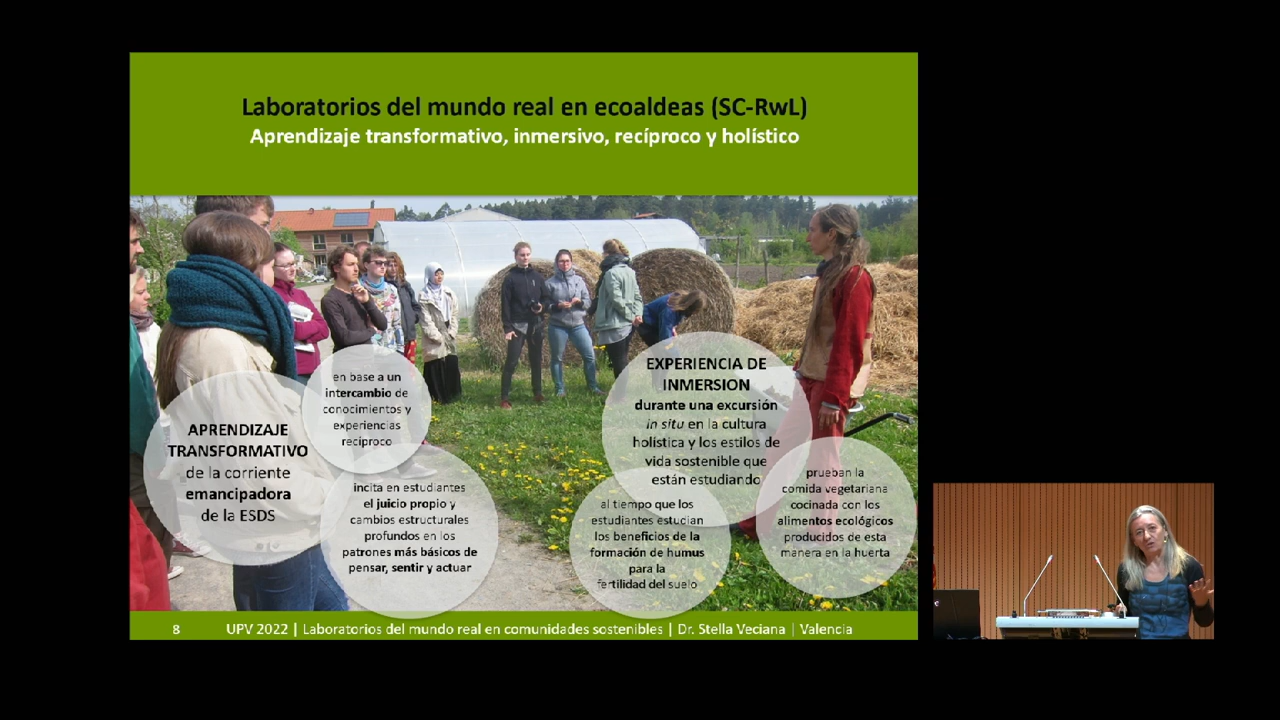 Laboratorios del mundo real en ecoaldeas (SC-RwL)
Aprendizaje transformativo, inmersivo, recíproco y holístico
en base a un
intercambio de
conocimientos y
experiencias
recíproco
APRENDIZAJE
TRANSFORMATIVO
de la corriente
emancipadora
de la ESDS
incita en estudiantes
el juicio propio y
cambios estructurales
profundos en los
patrones más básicos de
pensar, sentir y actuar
EXPERIENCIA DE
INMERSION
durante una excursión
in situ en la cultura
holística y los estilos de
vida sostenible que
están estudiando
al tiempo que los
estudiantes estudian
los beneficios de la
formación de humus
para la
fertilidad del suelo
prueban la
comida vegetariana
cocinada con los
alimentos ecológicos
producidos de esta
manera en la huerta
8 UPV 2022 | Laboratorios del mundo real en comunidades sostenibles | Dr. Stella Veciana | Valencia